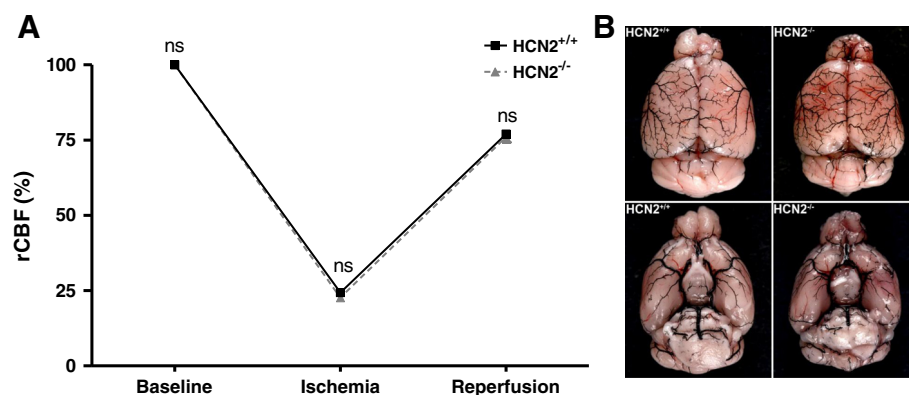 A
ns
HCN2+/+
HCN2-/-
100
75
50
25
0
rCBF (%)
ns
ns
Baseline
Ischemia
Reperfusion
B
HCN2+/+
HCN2-/-
HCN2+/+
HCN2-/-